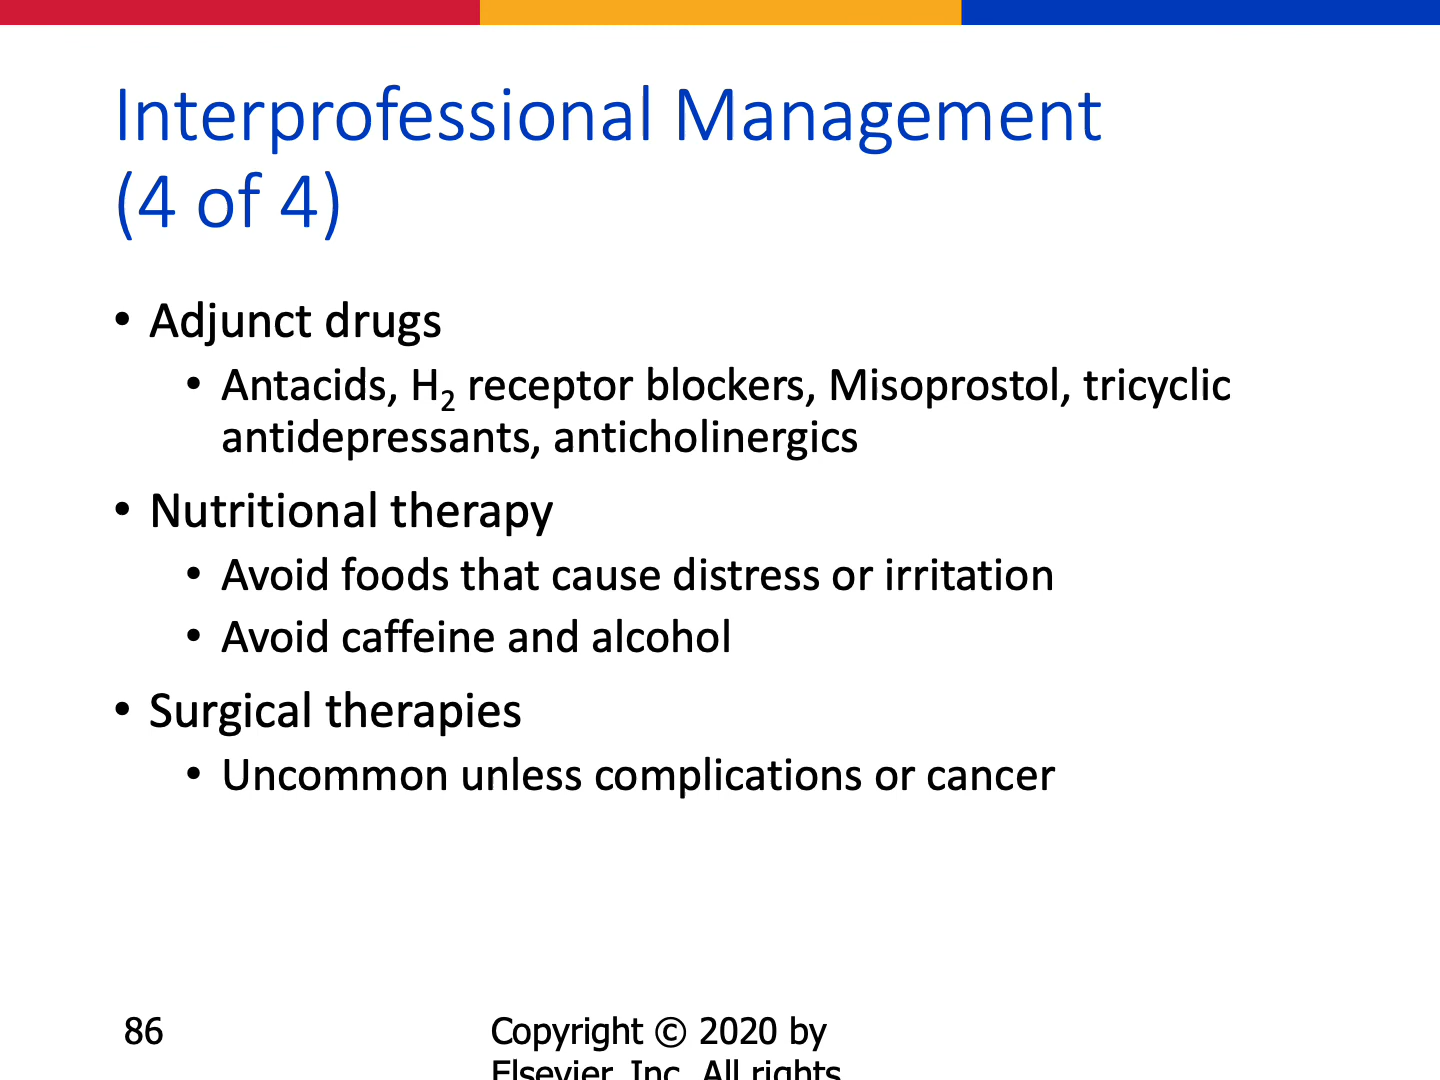 Interprofessional Management
(4 of 4)
• Adjunct drugs
• Antacids, H₂ receptor blockers, Misoprostol, tricyclic
antidepressants, anticholinergics
• Nutritional therapy
• Avoid foods that cause distress or irritation
• Avoid caffeine and alcohol
• Surgical therapies
• Uncommon unless complications or cancer
86
Copyright © 2020 by
Elsevier, Inc. All rights